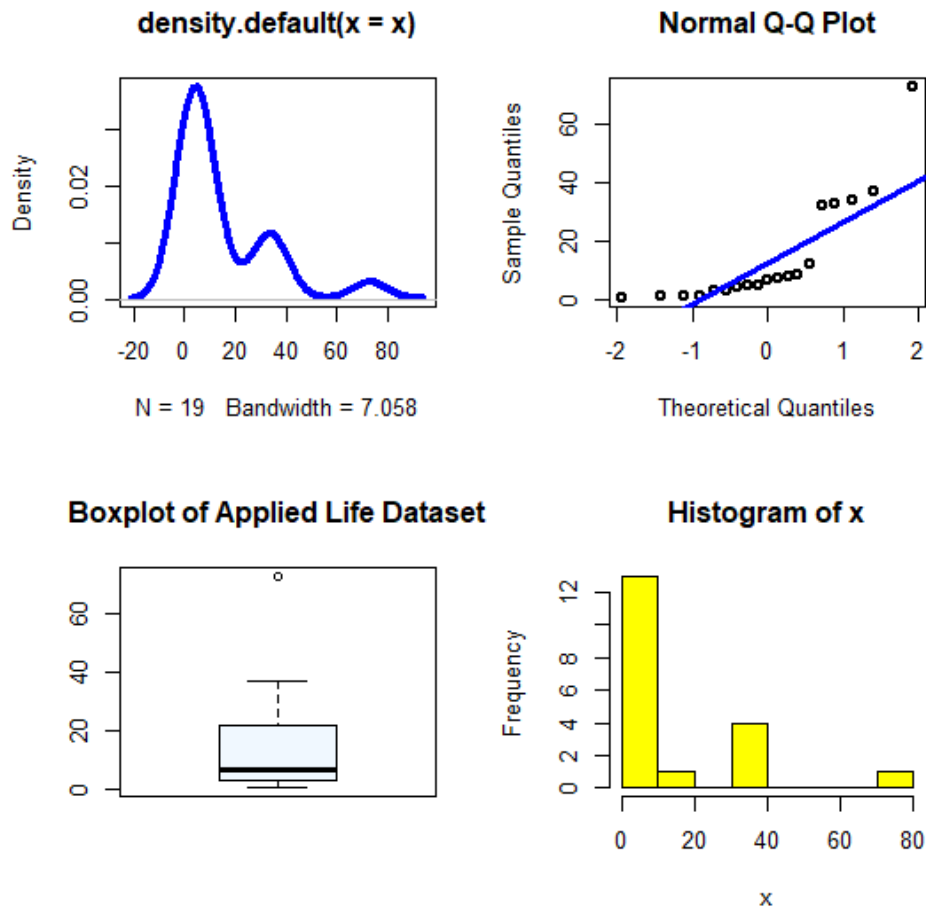 density.default(x = x)
Density
0.00 0.02
-20 0 20 40 60 80
N = 19 Bandwidth = 7.058
Normal Q-Q Plot
Sample Quantiles
0 20 40 60
-2 -1 0 1 2
Theoretical Quantiles
Boxplot of Applied Life Dataset
0 20 40 60
Histogram of x
Frequency
0 2 4 6 8 12
0 20 40 60 80
x